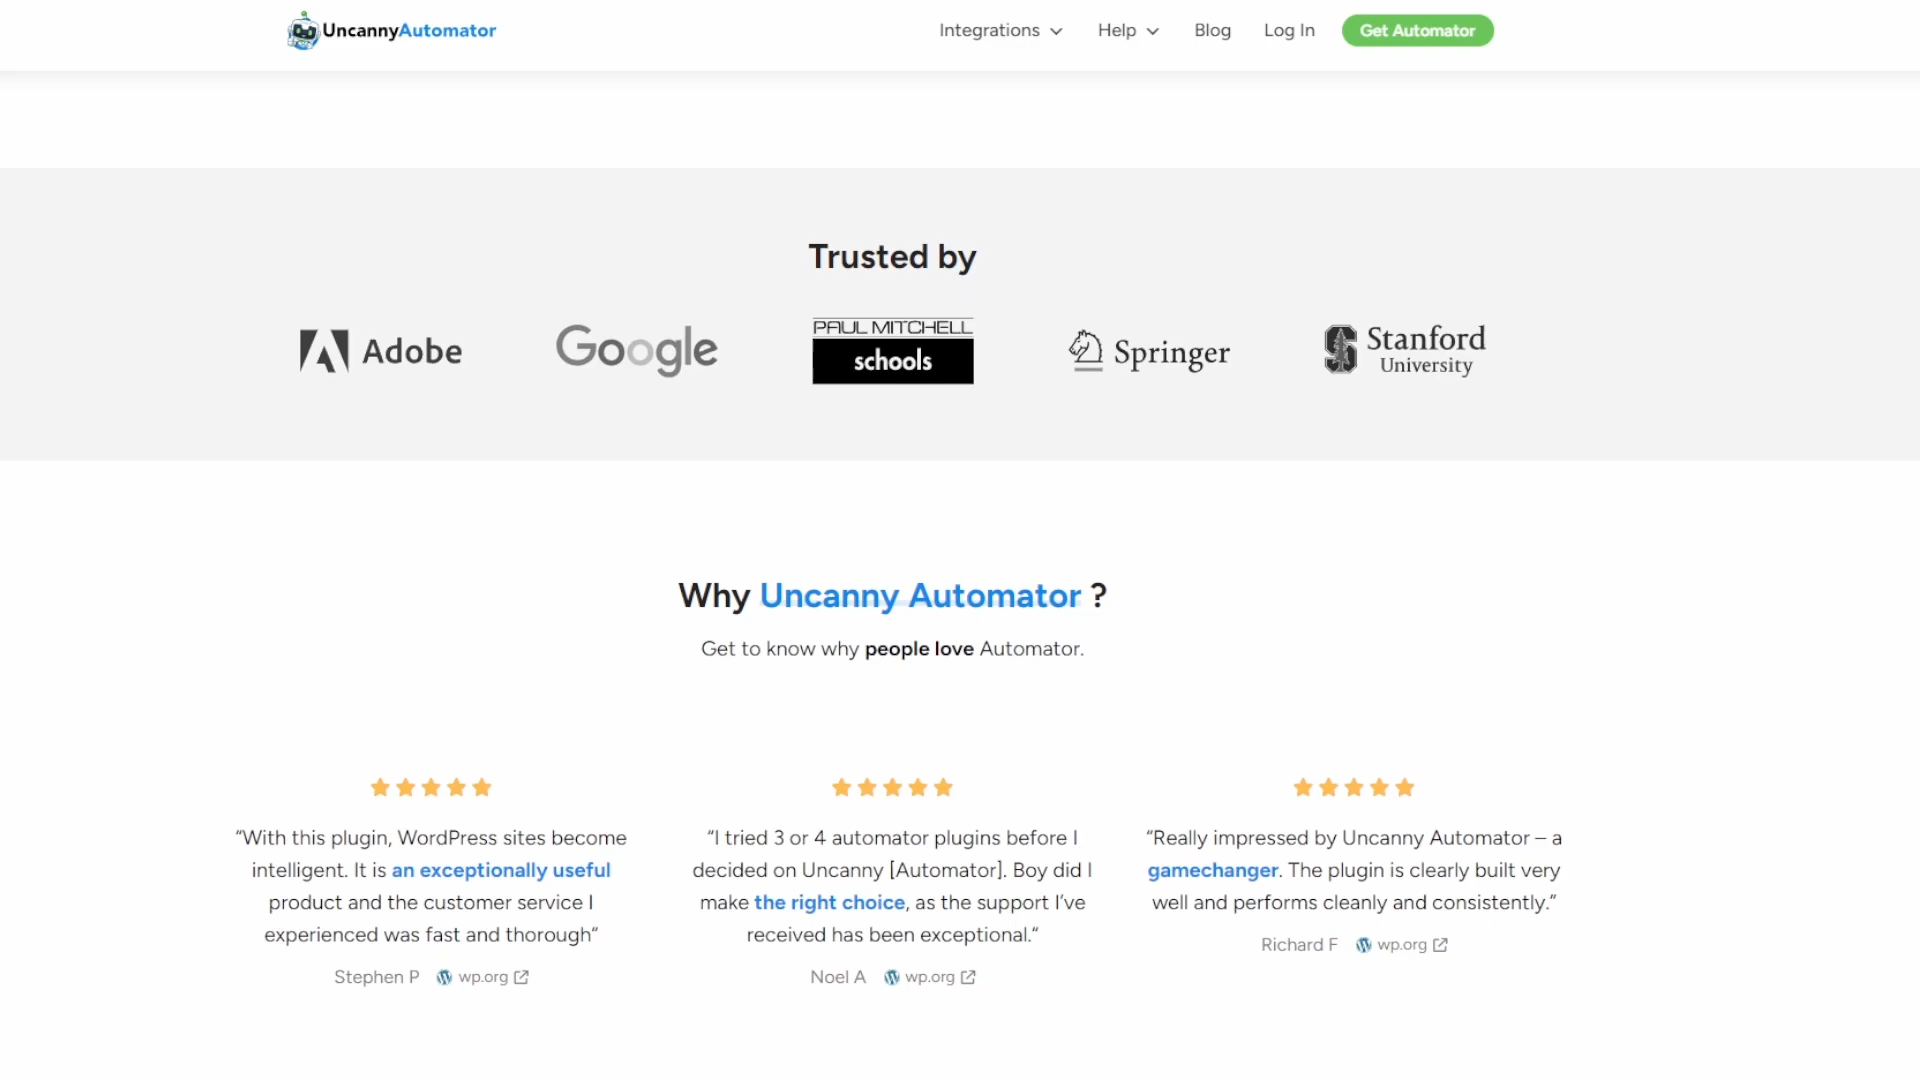 UncannyAutomator
Integrations
Help
Blog
Log In
Get Automator
Trusted by
Adobe
Google
PAUL MITCHELL
schools
Springer
Stanford
University
Why Uncanny Automator ?
Get to know why people love Automator.
“With this plugin, WordPress sites become
intelligent. It is an exceptionally useful
product and the customer service I
experienced was fast and thorough“
Stephen P wp.org
“I tried 3 or 4 automator plugins before I
decided on Uncanny [Automator]. Boy did I
make the right choice, as the support I’ve
received has been exceptional.“
Noel A wp.org
“Really impressed by Uncanny Automator – a
gamechanger. The plugin is clearly built very
well and performs cleanly and consistently.”
Richard F wp.org